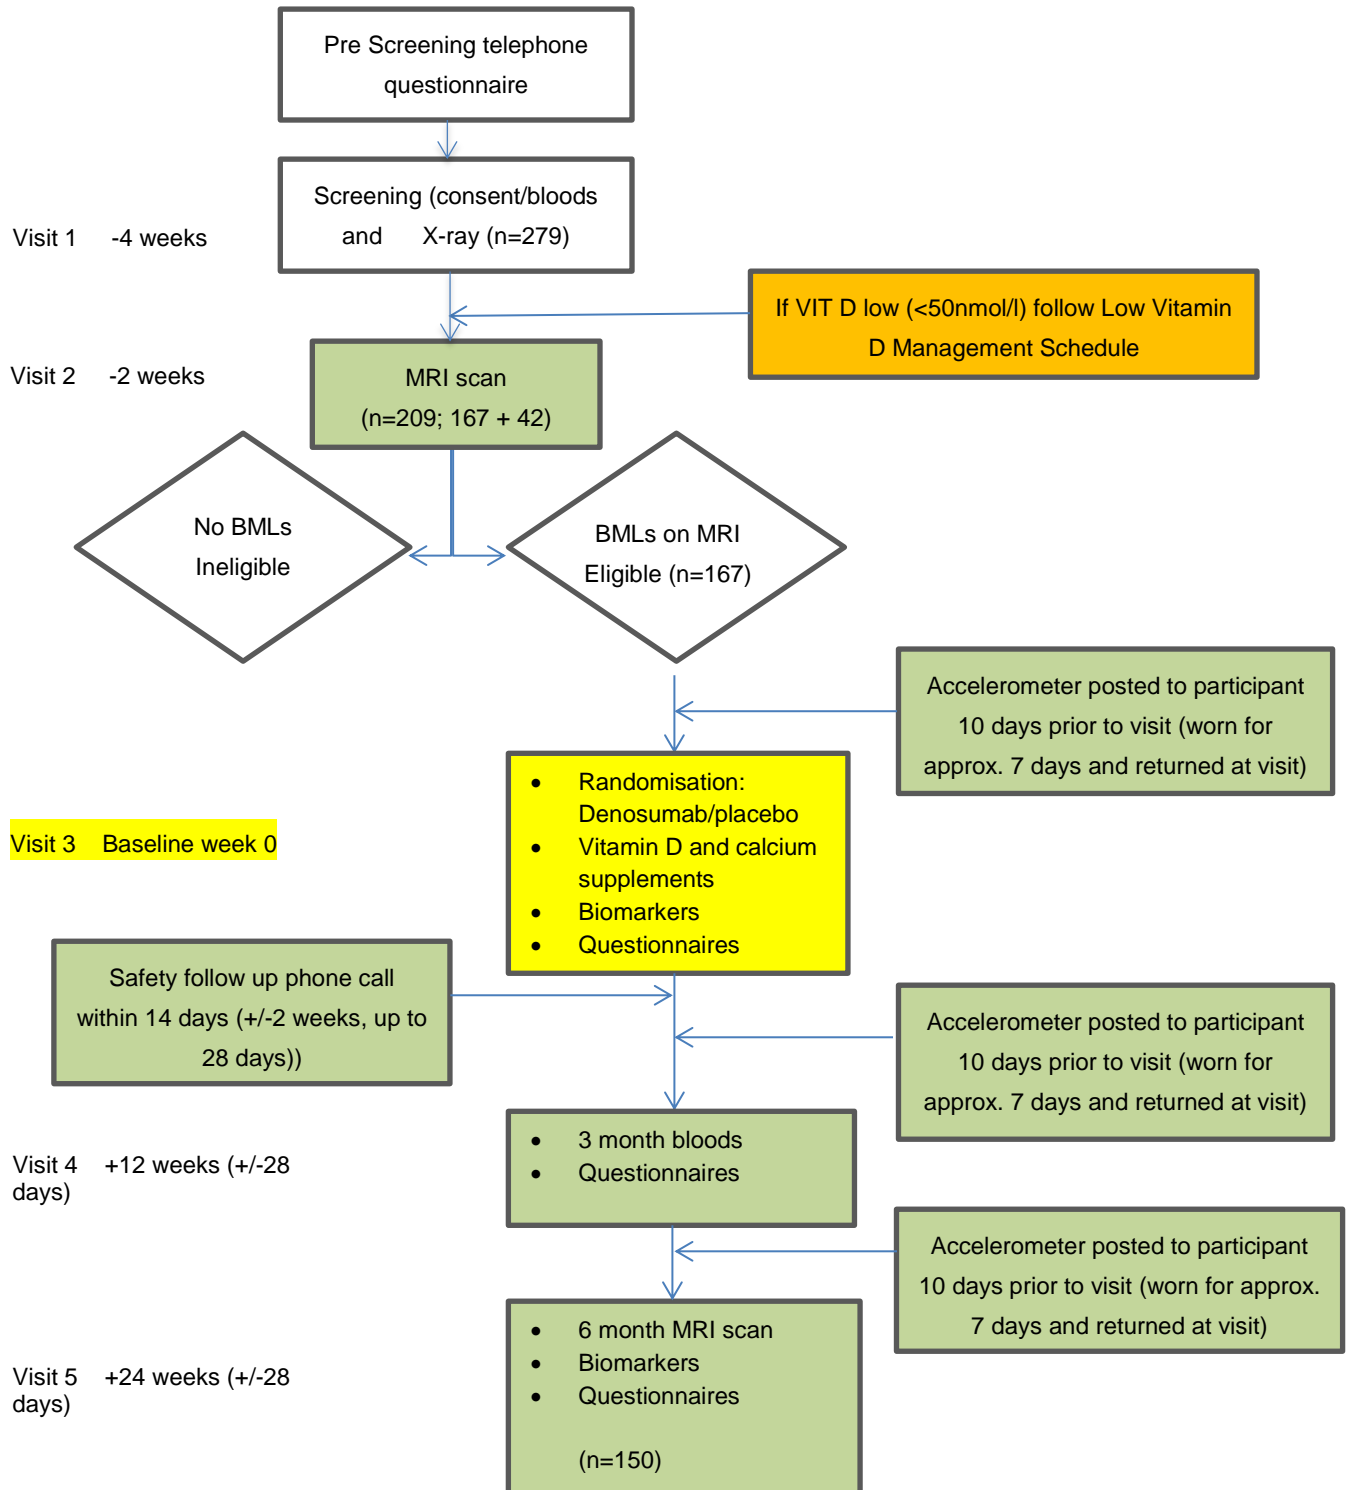 Pre Screening telephone
questionnaire
Screening (consent/bloods
and X-ray (n=279)
Visit 1 -4 weeks
If VIT D low (<50nmol/l) follow Low Vitamin
D Management Schedule
Visit 2 -2 weeks
MRI scan
(n=209; 167 + 42)
No BMLs
Ineligible
BMLs on MRI
Eligible (n=167)
Accelerometer posted to participant
10 days prior to visit (worn for
approx. 7 days and returned at visit)
• Randomisation:
Denosumab/placebo
• Vitamin D and calcium
supplements
• Biomarkers
• Questionnaires
Visit 3 Baseline week 0
Safety follow up phone call
within 14 days (+/-2 weeks, up to
28 days))
Accelerometer posted to participant
10 days prior to visit (worn for
approx. 7 days and returned at visit)
• 3 month bloods
• Questionnaires
Visit 4 +12 weeks (+/-28
days)
Accelerometer posted to participant
10 days prior to visit (worn for approx.
7 days and returned at visit)
• 6 month MRI scan
• Biomarkers
• Questionnaires
(n=150)
Visit 5 +24 weeks (+/-28
days)